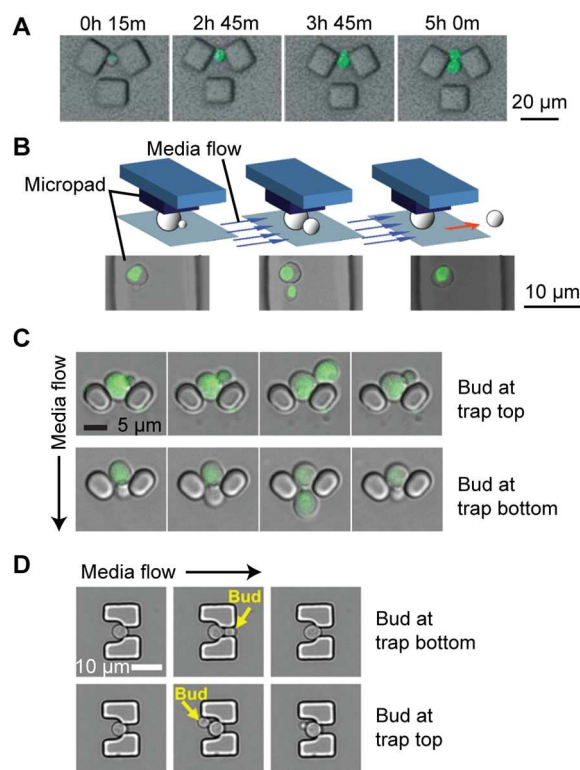 A
0h 15m 2h 45m 3h 45m 5h 0m
20 µm
B
Media flow
Micropad
10 µm
C
Media flow
5 µm
Bud at
trap top
Bud at
trap bottom
D
Media flow
Bud
10 µm
Bud at
trap bottom
Bud
Bud at
trap top